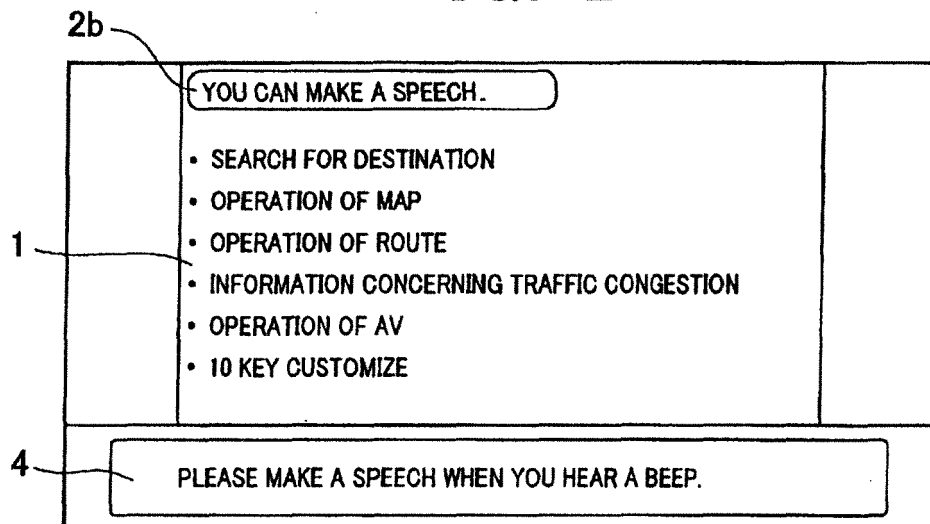 2b
YOU CAN MAKE A SPEECH.
• SEARCH FOR DESTINATION
• OPERATION OF MAP
• OPERATION OF ROUTE
1
• INFORMATION CONCERNING TRAFFIC CONGESTION
• OPERATION OF AV
• 10 KEY CUSTOMIZE
4
PLEASE MAKE A SPEECH WHEN YOU HEAR A BEEP.